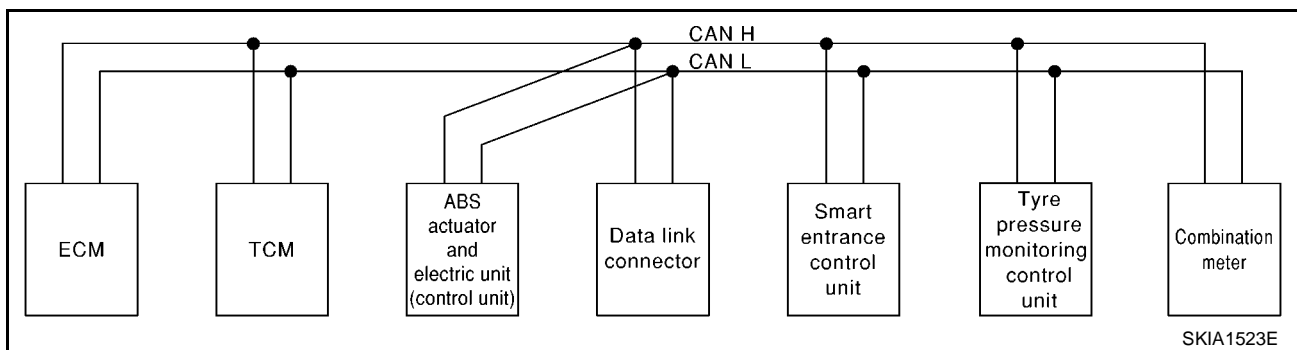 CAN H
CAN L
ECM
TCM
ABS
actuator
and
electric unit
(control unit)
Data link
connector
Smart
entrance
control
unit
Tyre
pressure
monitoring
control
unit
Combination
meter
SKIA1523E